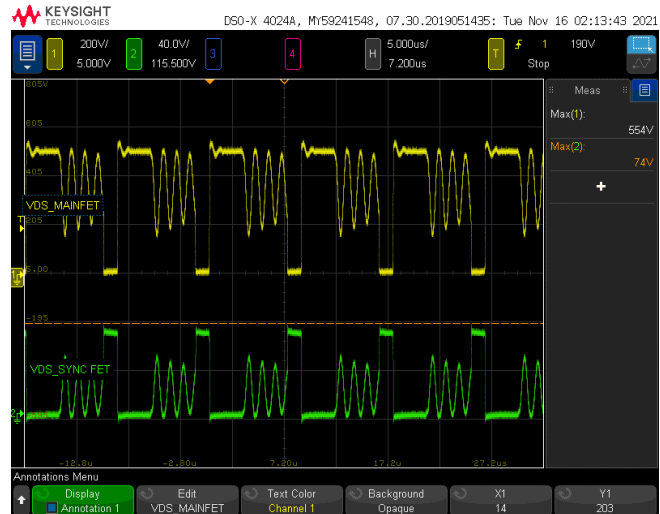 KEYSIGHT
TECHNOLOGIES
DSO-X 4024A, MY59241548, 07.30.2019051435: Tue Nov 16 02:13:43 2021
1 200V/ 5.000V 2 40.0V/ 115.500V 3 4 H 5.000us/ 7.200us T 1 190V Stop
805V
605
405
VDS_MAINFET
205
T
5.00
-195
VDS_SYNC FET
-12.8u -2.80u 7.20u 17.2u 27.2us
Meas
Max(1):
554V
Max(2):
74V
+
Annotations Menu
Display Edit Text Color Background X1 Y1
Annotation 1 VDS MAINFET Channel 1 Opaque 14 203